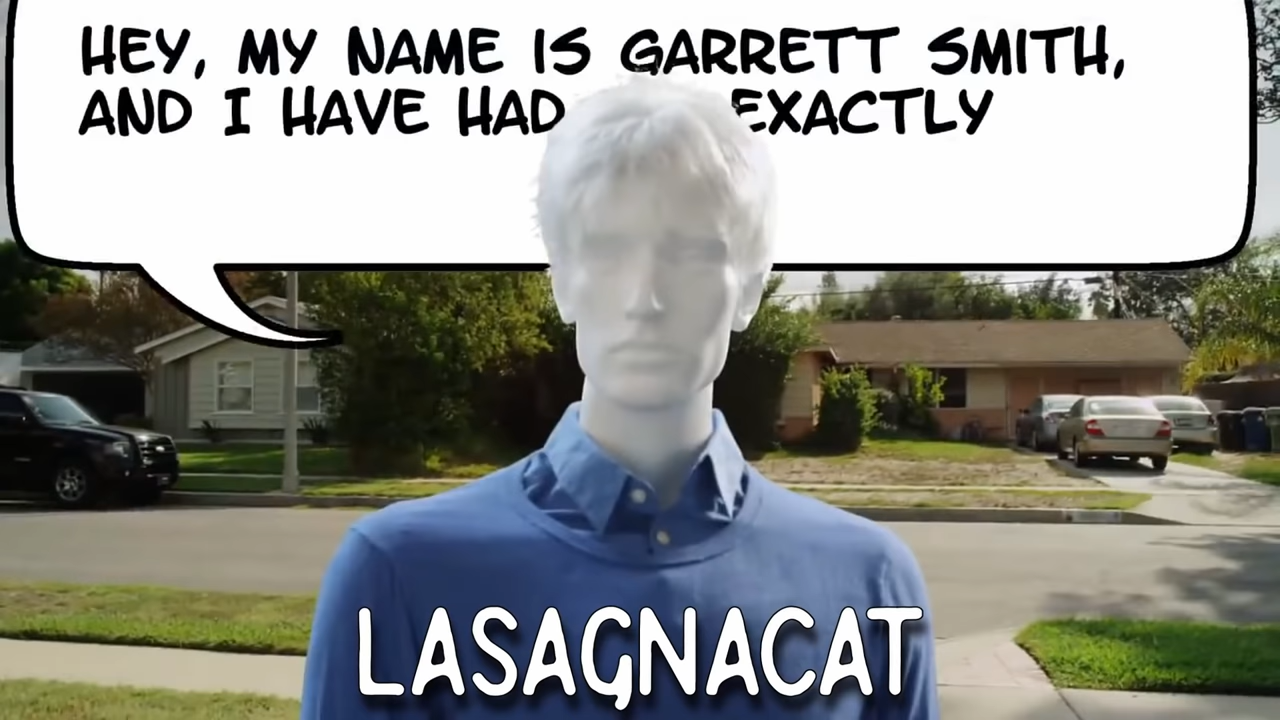 HEY, MY NAME IS GARRETT SMITH,
AND I HAVE HAD EXACTLY
LASAGNACAT